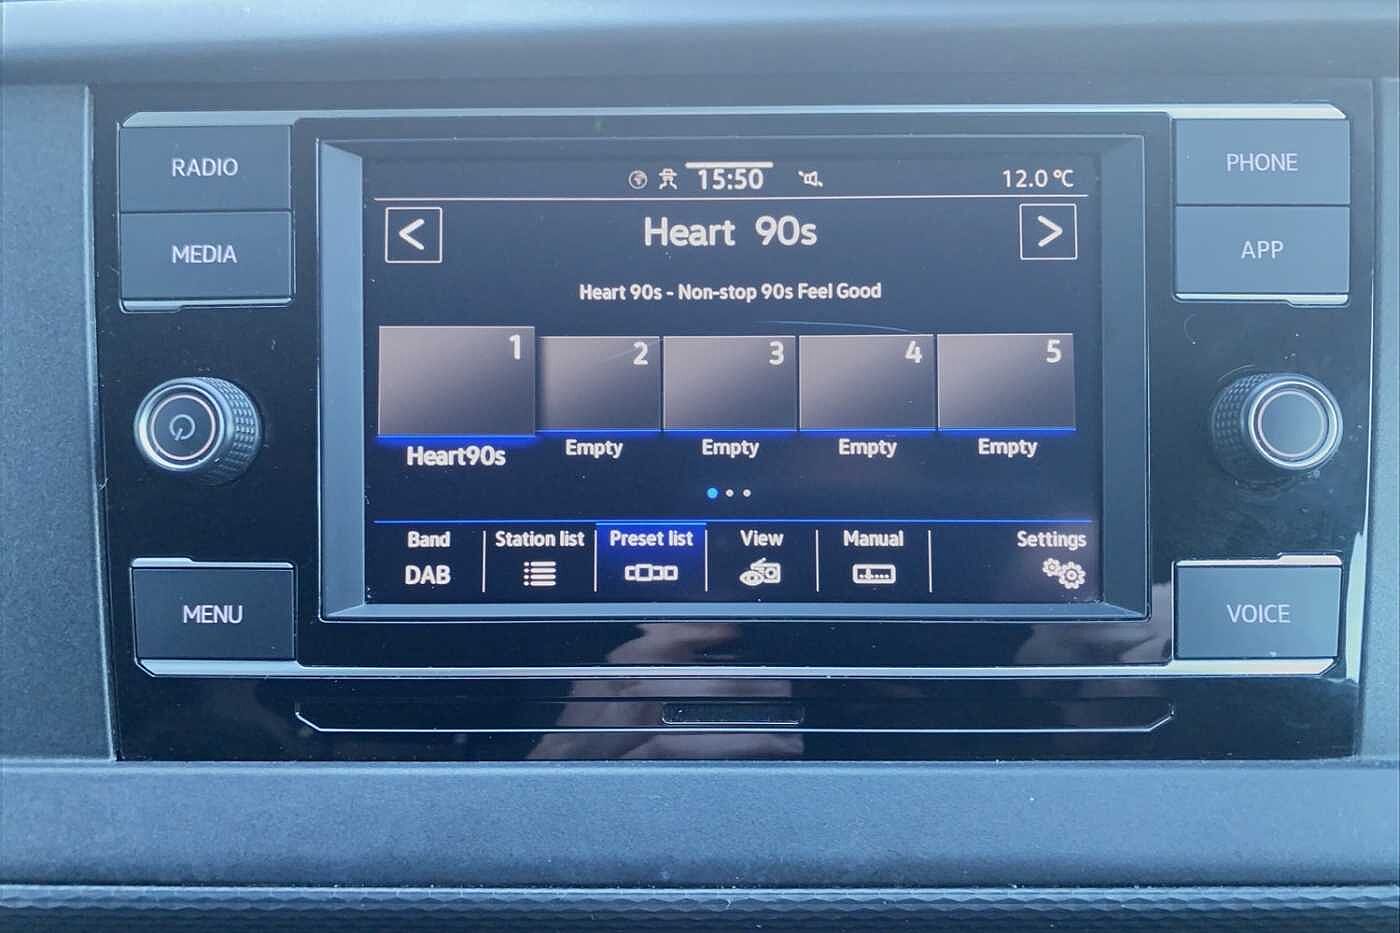 RADIO
MEDIA
MENU
15:50
12.0 °C
< Heart 90s >
Heart 90s - Non-stop 90s Feel Good
1 2 3 4 5
Heart90s Empty Empty Empty Empty
Band Station list Preset list View Manual Settings
DAB
PHONE
APP
VOICE